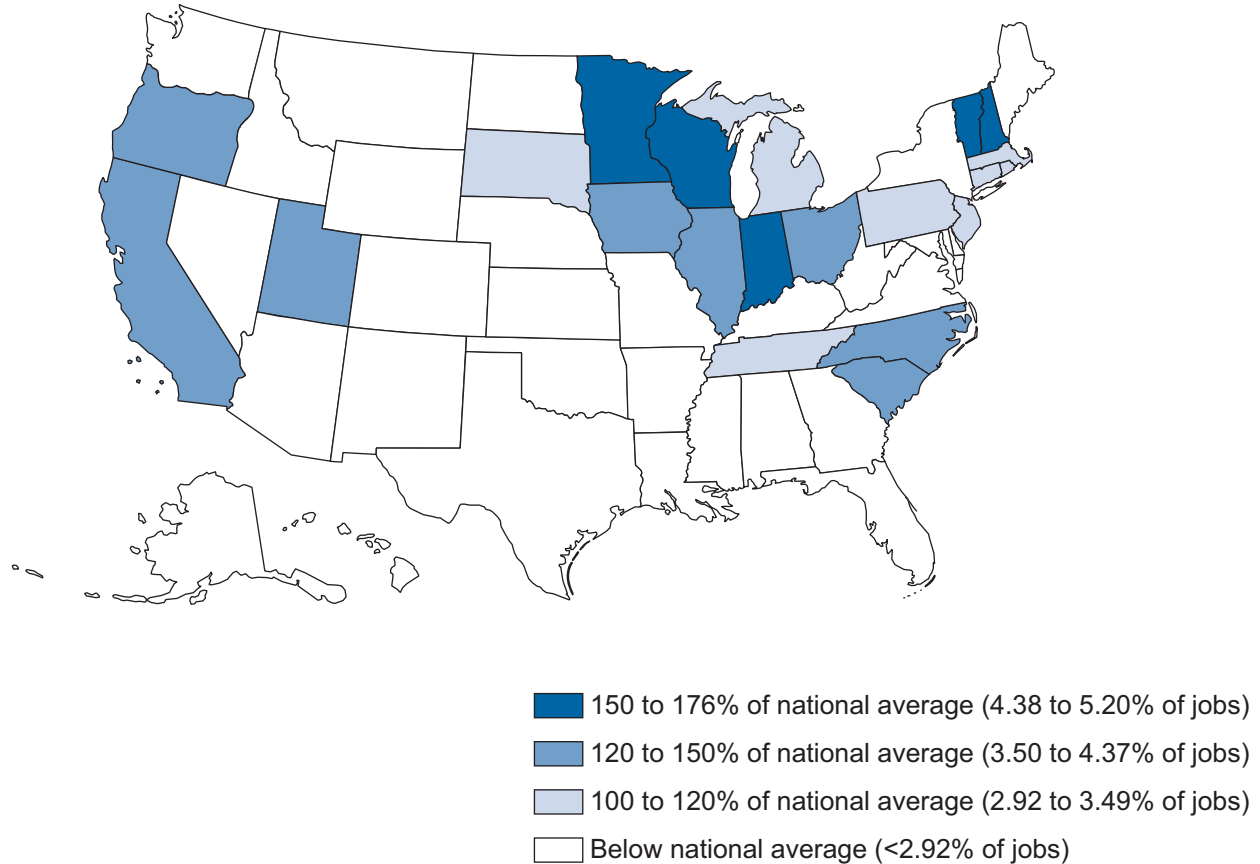 150 to 176% of national average (4.38 to 5.20% of jobs)
120 to 150% of national average (3.50 to 4.37% of jobs)
100 to 120% of national average (2.92 to 3.49% of jobs)
Below national average (<2.92% of jobs)